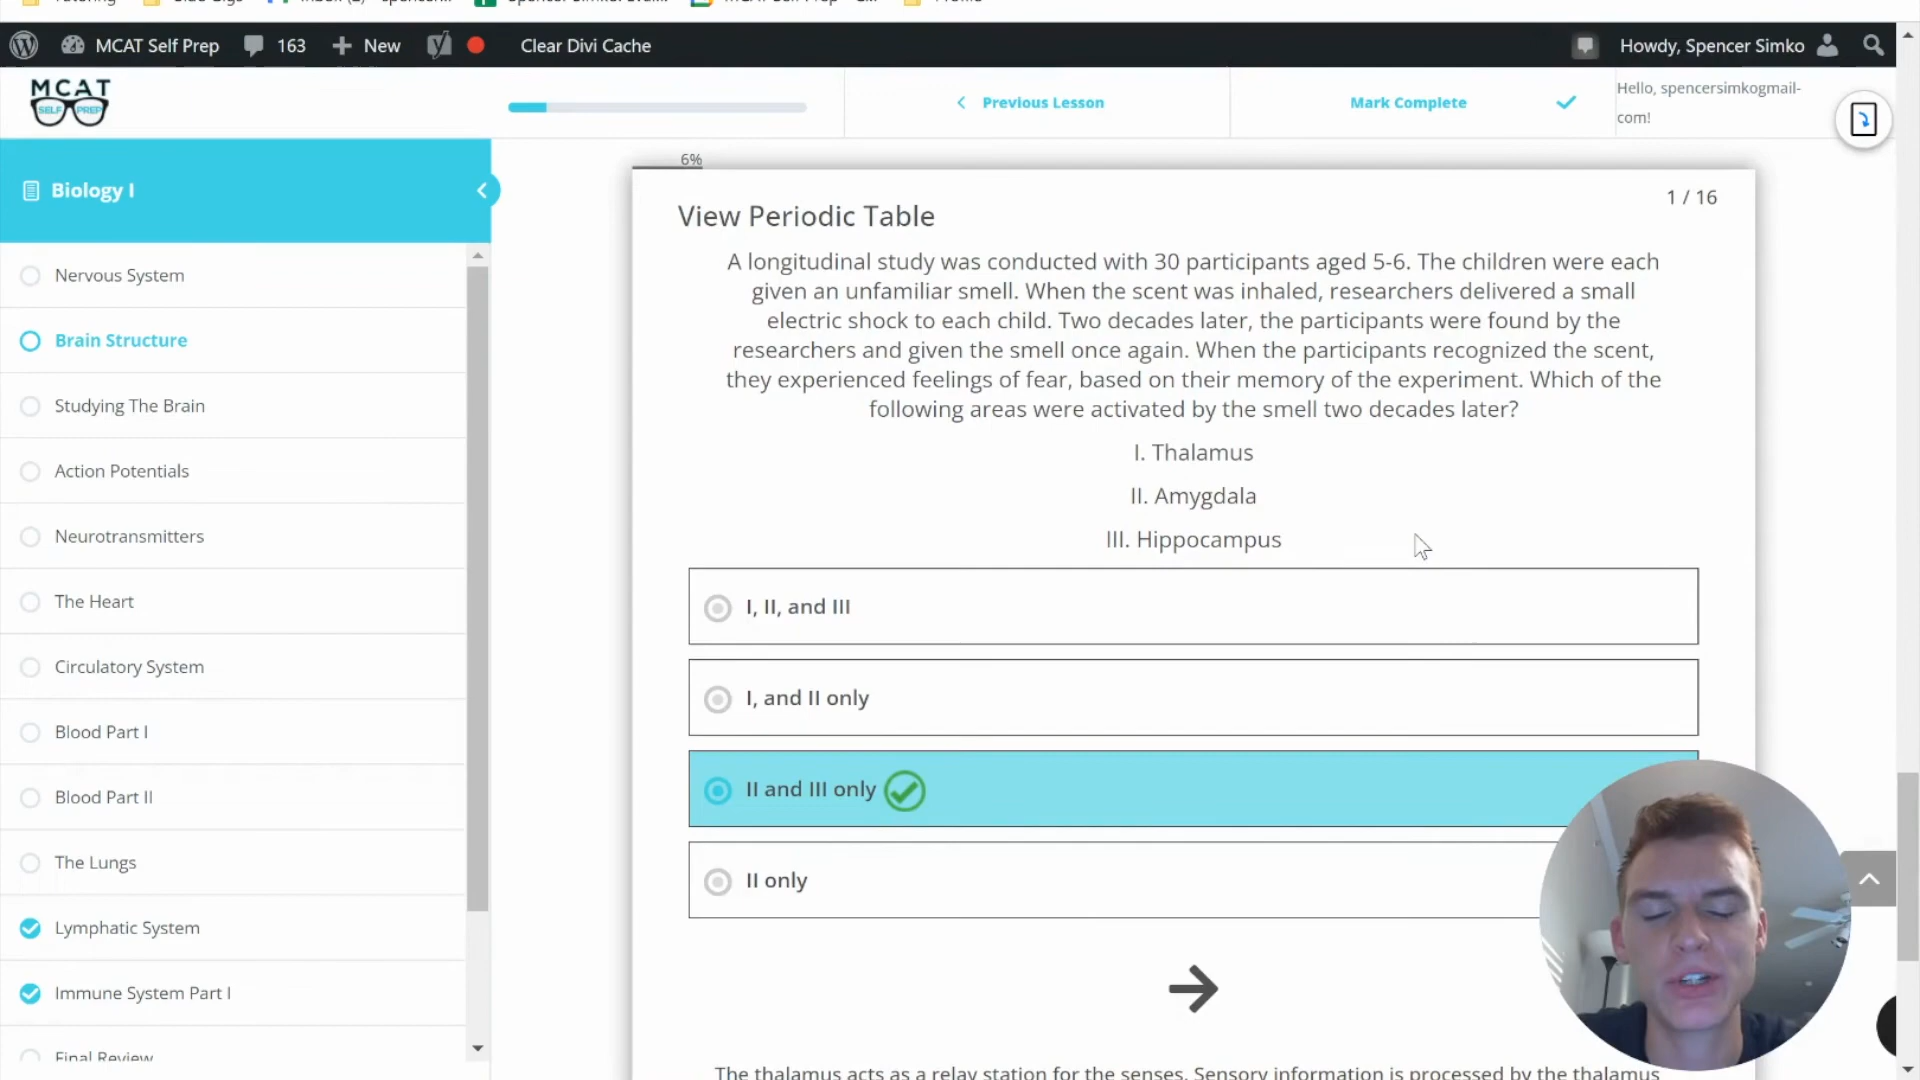 MCAT Self Prep
163
New
Clear Divi Cache
Howdy, Spencer Simko
MCAT
SELF PREP
Previous Lesson
Mark Complete
Hello, spencersimkogmail-
com!
Biology I
Nervous System
Brain Structure
Studying The Brain
Action Potentials
Neurotransmitters
The Heart
Circulatory System
Blood Part I
Blood Part II
The Lungs
Lymphatic System
Immune System Part I
Final Review
6%
1 / 16
View Periodic Table
A longitudinal study was conducted with 30 participants aged 5-6. The children were each
given an unfamiliar smell. When the scent was inhaled, researchers delivered a small
electric shock to each child. Two decades later, the participants were found by the
researchers and given the smell once again. When the participants recognized the scent,
they experienced feelings of fear, based on their memory of the experiment. Which of the
following areas were activated by the smell two decades later?
I. Thalamus
II. Amygdala
III. Hippocampus
I, II, and III
I, and II only
II and III only
II only
The thalamus acts as a relay station for the senses. Sensory information is processed by the thalamus